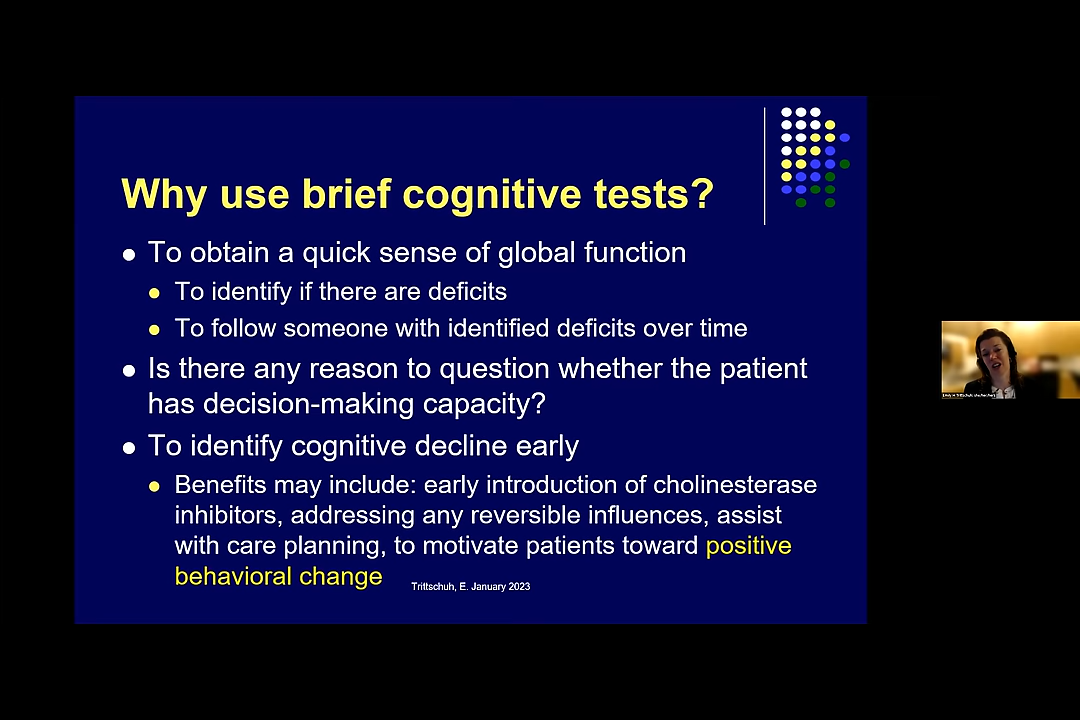 Why use brief cognitive tests?
To obtain a quick sense of global function
To identify if there are deficits
To follow someone with identified deficits over time
Is there any reason to question whether the patient
has decision-making capacity?
To identify cognitive decline early
Benefits may include: early introduction of cholinesterase
inhibitors, addressing any reversible influences, assist
with care planning, to motivate patients toward positive
behavioral change
Trittschuh, E. January 2023